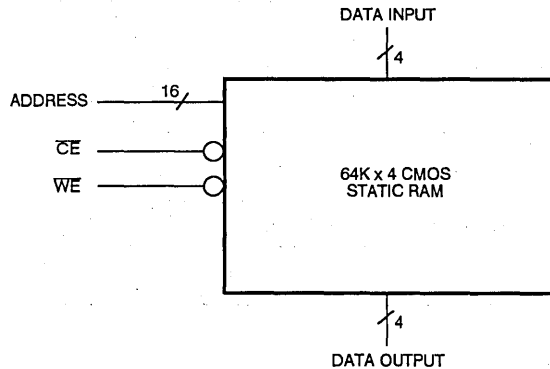 DATA INPUT
4
ADDRESS
16
CE
WE
64K x 4 CMOS
STATIC RAM
4
DATA OUTPUT